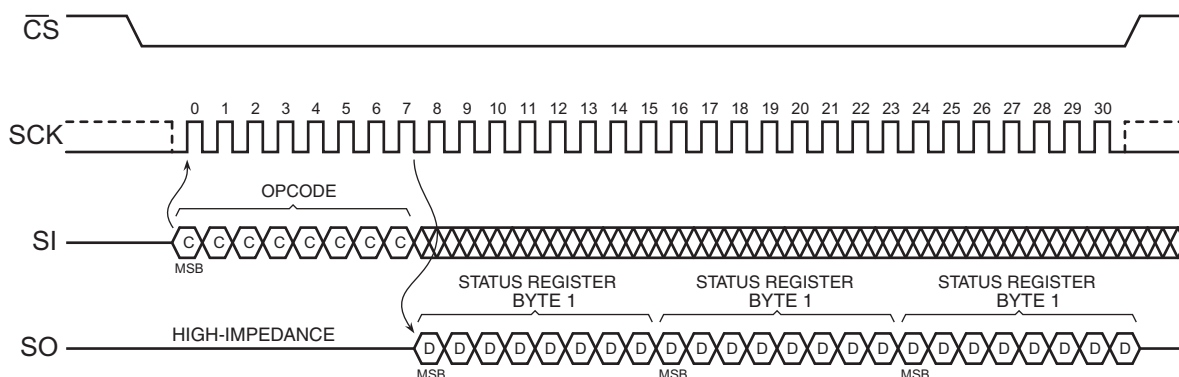 CS
SCK
0 1 2 3 4 5 6 7 8 9 10 11 12 13 14 15 16 17 18 19 20 21 22 23 24 25 26 27 28 29 30
OPCODE
SI
C C C C C C C C
MSB
STATUS REGISTER
BYTE 1
STATUS REGISTER
BYTE 1
STATUS REGISTER
BYTE 1
HIGH-IMPEDANCE
SO
D D D D D D D D D D D D D D D D D D D D D D D D
MSB MSB MSB